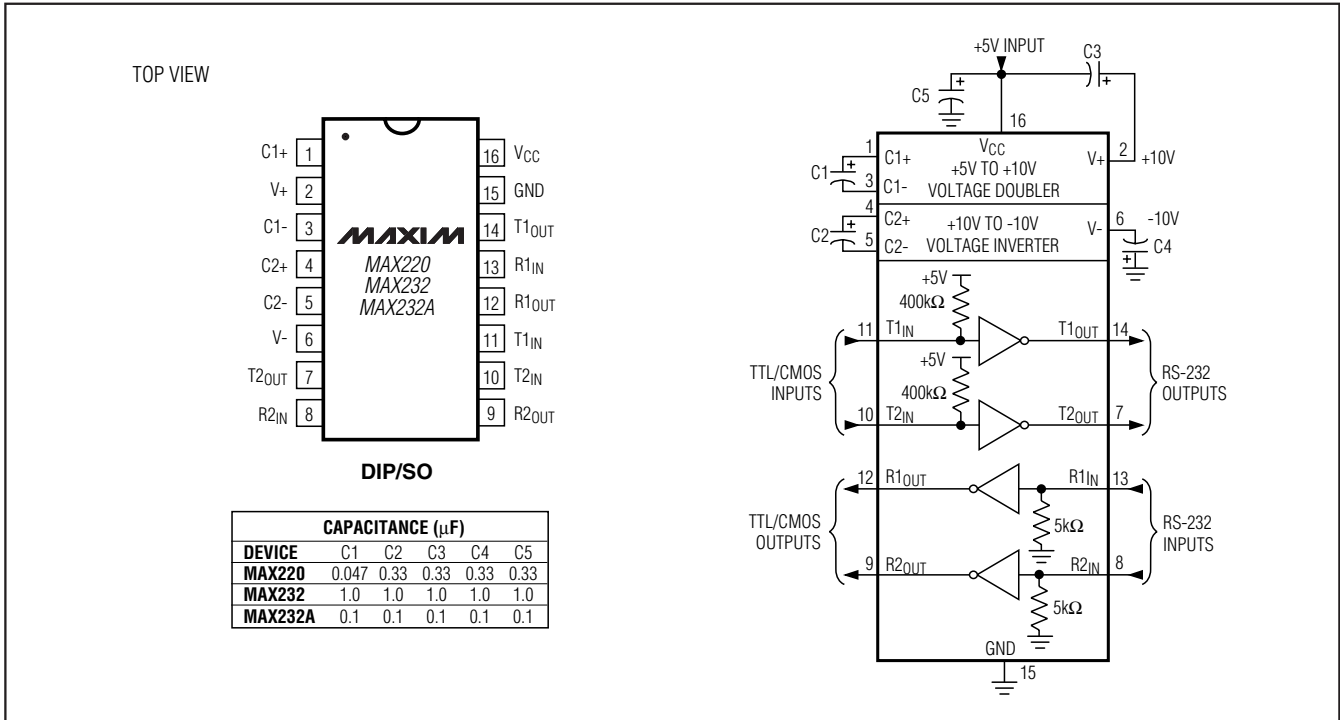 TOP VIEW
C1+ 1
V+ 2
C1- 3
C2+ 4
C2- 5
V- 6
T2OUT 7
R2IN 8
16 VCC
15 GND
14 T1OUT
13 R1IN
12 R1OUT
11 T1IN
10 T2IN
9 R2OUT
MAXIM
MAX220
MAX232
MAX232A
DIP/SO
CAPACITANCE (μF)
DEVICE C1 C2 C3 C4 C5
MAX220 0.047 0.33 0.33 0.33 0.33
MAX232 1.0 1.0 1.0 1.0 1.0
MAX232A 0.1 0.1 0.1 0.1 0.1
+5V INPUT
C3
+
C5
+
16
VCC
1 C1+
C1 +
3 C1-
+5V TO +10V
VOLTAGE DOUBLER
V+ 2 +10V
4 C2+
C2 +
5 C2-
+10V TO -10V
VOLTAGE INVERTER
V- 6 -10V
C4
+
+5V
400kΩ
11 T1IN
T1OUT 14
+5V
400kΩ
10 T2IN
T2OUT 7
TTL/CMOS
INPUTS
RS-232
OUTPUTS
12 R1OUT
R1IN 13
5kΩ
9 R2OUT
R2IN 8
5kΩ
TTL/CMOS
OUTPUTS
RS-232
INPUTS
GND
15